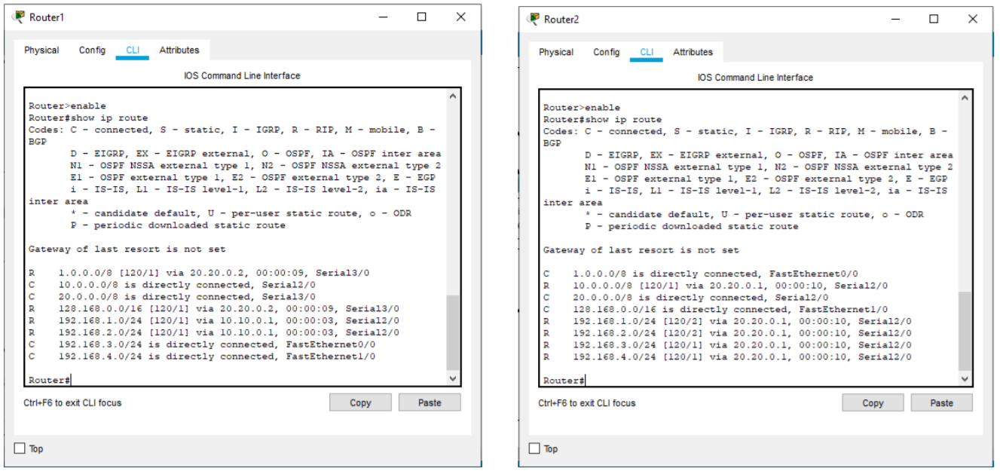 Router1
Physical Config CLI Attributes
IOS Command Line Interface
Router>enable
Router#show ip route
Codes: C - connected, S - static, I - IGRP, R - RIP, M - mobile, B -
BGP
D - EIGRP, EX - EIGRP external, O - OSPF, IA - OSPF inter area
N1 - OSPF NSSA external type 1, N2 - OSPF NSSA external type 2
E1 - OSPF external type 1, E2 - OSPF external type 2, E - EGP
i - IS-IS, L1 - IS-IS level-1, L2 - IS-IS level-2, ia - IS-IS
inter area
* - candidate default, U - per-user static route, o - ODR
P - periodic downloaded static route
Gateway of last resort is not set
R 1.0.0.0/8 [120/1] via 20.20.0.2, 00:00:09, Serial3/0
C 10.0.0.0/8 is directly connected, Serial2/0
C 20.0.0.0/8 is directly connected, Serial3/0
R 128.168.0.0/16 [120/1] via 20.20.0.2, 00:00:09, Serial3/0
R 192.168.1.0/24 [120/1] via 10.10.0.1, 00:00:03, Serial2/0
R 192.168.2.0/24 [120/1] via 10.10.0.1, 00:00:03, Serial2/0
C 192.168.3.0/24 is directly connected, FastEthernet0/0
C 192.168.4.0/24 is directly connected, FastEthernet1/0
Router#
Ctrl+F6 to exit CLI focus
Copy Paste
Top
Router2
Physical Config CLI Attributes
IOS Command Line Interface
Router>enable
Router#show ip route
Codes: C - connected, S - static, I - IGRP, R - RIP, M - mobile, B -
BGP
D - EIGRP, EX - EIGRP external, O - OSPF, IA - OSPF inter area
N1 - OSPF NSSA external type 1, N2 - OSPF NSSA external type 2
E1 - OSPF external type 1, E2 - OSPF external type 2, E - EGP
i - IS-IS, L1 - IS-IS level-1, L2 - IS-IS level-2, ia - IS-IS
inter area
* - candidate default, U - per-user static route, o - ODR
P - periodic downloaded static route
Gateway of last resort is not set
C 1.0.0.0/8 is directly connected, FastEthernet0/0
R 10.0.0.0/8 [120/1] via 20.20.0.1, 00:00:10, Serial2/0
C 20.0.0.0/8 is directly connected, Serial2/0
C 128.168.0.0/16 is directly connected, FastEthernet1/0
R 192.168.1.0/24 [120/2] via 20.20.0.1, 00:00:10, Serial2/0
R 192.168.2.0/24 [120/2] via 20.20.0.1, 00:00:10, Serial2/0
R 192.168.3.0/24 [120/1] via 20.20.0.1, 00:00:10, Serial2/0
R 192.168.4.0/24 [120/1] via 20.20.0.1, 00:00:10, Serial2/0
Router#
Ctrl+F6 to exit CLI focus
Copy Paste
Top